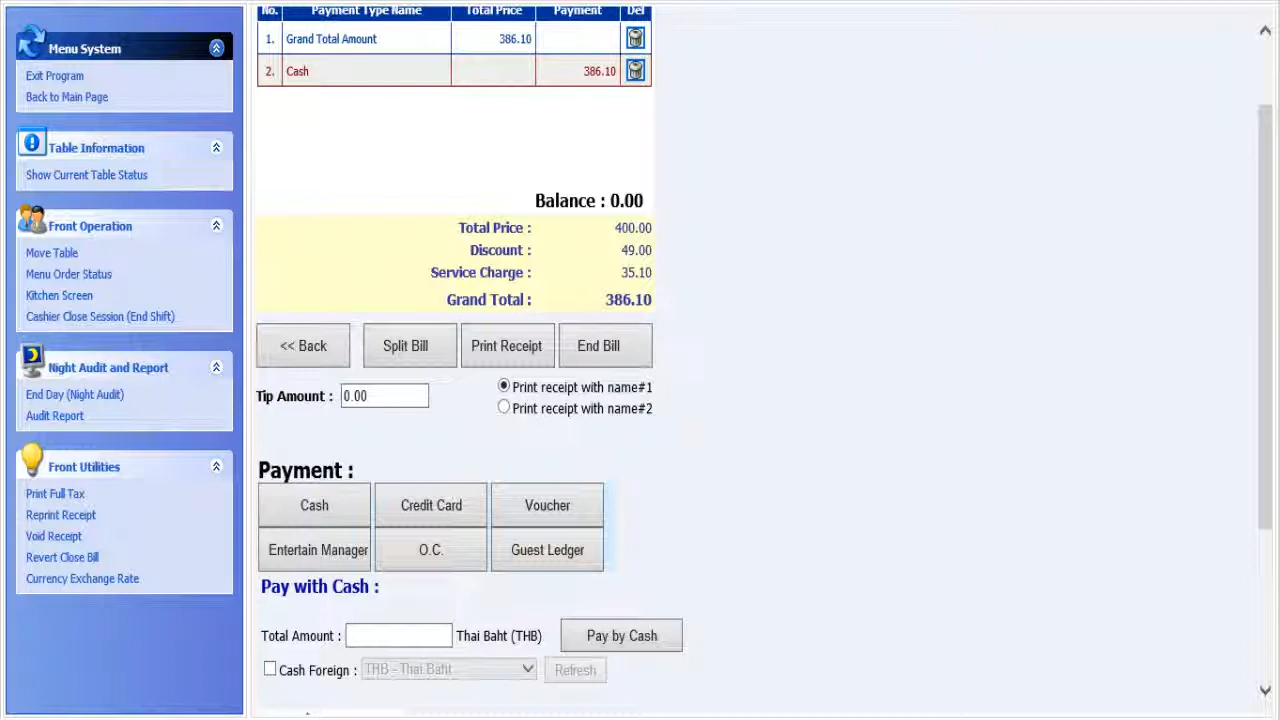 No. Payment Type Name Total Price Payment Del
1. Grand Total Amount 386.10
2. Cash 386.10
Menu System
Exit Program
Back to Main Page
Table Information
Show Current Table Status
Front Operation
Move Table
Menu Order Status
Kitchen Screen
Cashier Close Session (End Shift)
Night Audit and Report
End Day (Night Audit)
Audit Report
Front Utilities
Print Full Tax
Reprint Receipt
Void Receipt
Revert Close Bill
Currency Exchange Rate
Balance : 0.00
Total Price : 400.00
Discount : 49.00
Service Charge : 35.10
Grand Total : 386.10
<< Back Split Bill Print Receipt End Bill
Tip Amount : 0.00
Print receipt with name#1
Print receipt with name#2
Payment :
Cash Credit Card Voucher
Entertain Manager O.C. Guest Ledger
Pay with Cash :
Total Amount : Thai Baht (THB) Pay by Cash
Cash Foreign : THB - Thai Baht Refresh